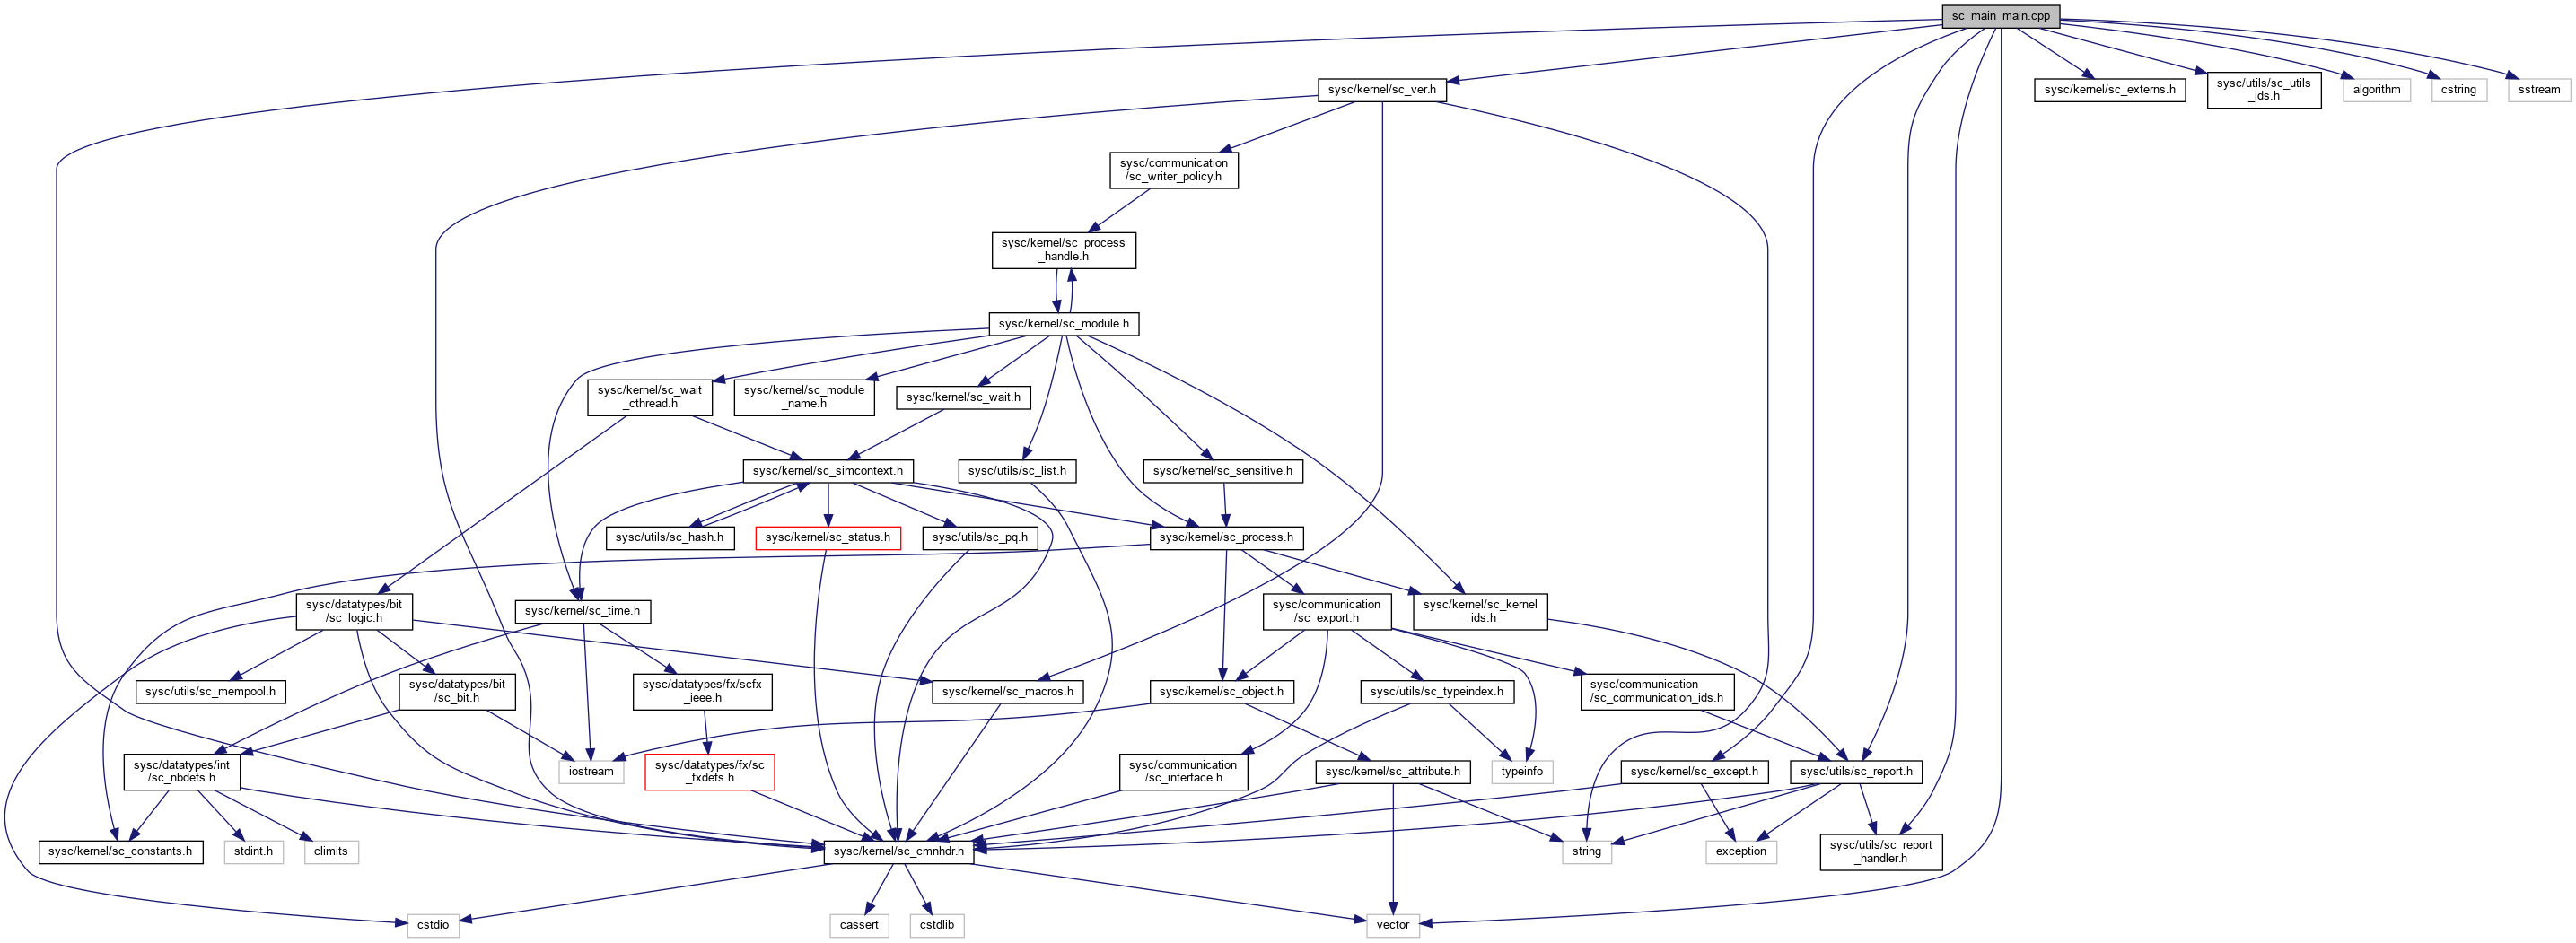 sc_main_main.cpp
sysc/kernel/sc_ver.h
sysc/kernel/sc_externs.h
sysc/utils/sc_utils
_ids.h
algorithm
cstring
sstream
sysc/communication
/sc_writer_policy.h
sysc/kernel/sc_process
_handle.h
sysc/kernel/sc_module.h
sysc/kernel/sc_wait
_cthread.h
sysc/kernel/sc_module
_name.h
sysc/kernel/sc_wait.h
sysc/kernel/sc_simcontext.h
sysc/utils/sc_list.h
sysc/kernel/sc_sensitive.h
sysc/utils/sc_hash.h
sysc/kernel/sc_status.h
sysc/utils/sc_pq.h
sysc/kernel/sc_process.h
sysc/datatypes/bit
/sc_logic.h
sysc/kernel/sc_time.h
sysc/communication
/sc_export.h
sysc/kernel/sc_kernel
_ids.h
sysc/utils/sc_mempool.h
sysc/datatypes/bit
/sc_bit.h
sysc/datatypes/fx/scfx
_ieee.h
sysc/kernel/sc_macros.h
sysc/kernel/sc_object.h
sysc/utils/sc_typeindex.h
sysc/communication
/sc_communication_ids.h
sysc/datatypes/int
/sc_nbdefs.h
iostream
sysc/datatypes/fx/sc
_fxdefs.h
sysc/communication
/sc_interface.h
sysc/kernel/sc_attribute.h
typeinfo
sysc/kernel/sc_except.h
sysc/utils/sc_report.h
sysc/kernel/sc_constants.h
stdint.h
climits
sysc/kernel/sc_cmnhdr.h
string
exception
sysc/utils/sc_report
_handler.h
cstdio
cassert
cstdlib
vector